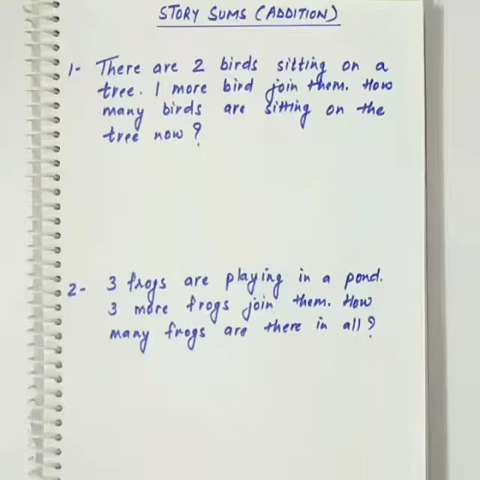 STORY SUMS (ADDITION)
1- There are 2 birds sitting on a
tree. 1 more bird join them. How
many birds are sitting on the
tree now?
2- 3 frogs are playing in a pond.
3 more frogs join them. How
many frogs are there in all?